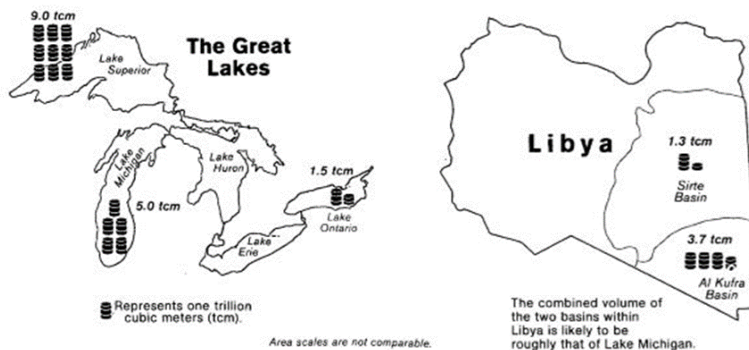 9.0 tcm
The Great
Lakes
Lake
Superior
Lake
Michigan
Lake
Huron
5.0 tcm
1.5 tcm
Lake
Ontario
Lake
Erie
Represents one trillion
cubic meters (tcm).
Area scales are not comparable.
Libya
1.3 tcm
Sirte
Basin
3.7 tcm
Al Kufra
Basin
The combined volume of
the two basins within
Libya is likely to be
roughly that of Lake Michigan.